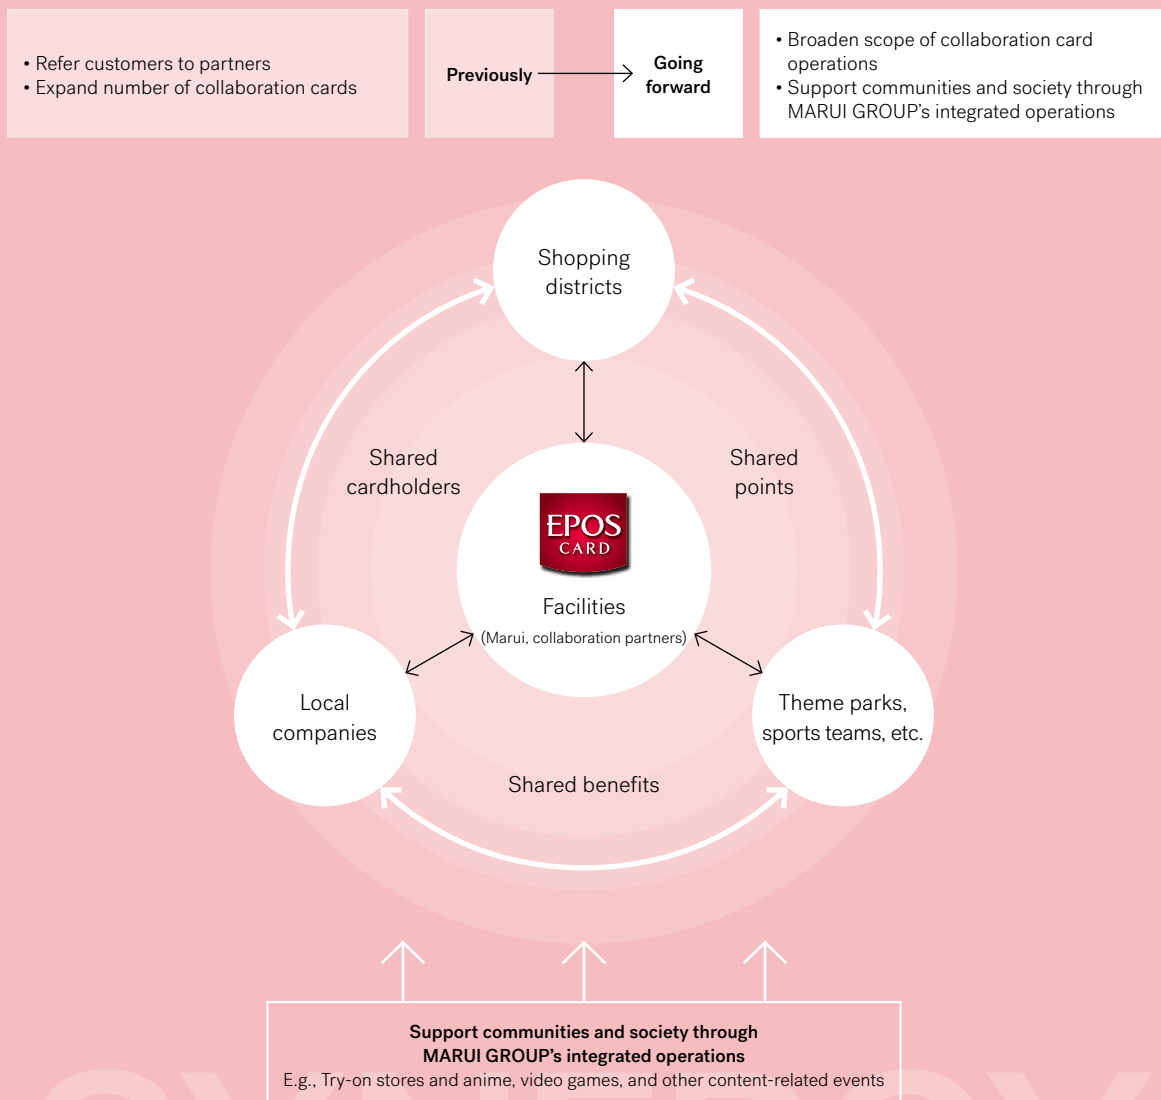 • Refer customers to partners
• Expand number of collaboration cards
Previously
Going
forward
• Broaden scope of collaboration card
operations
• Support communities and society through
MARUI GROUP's integrated operations
Shopping
districts
Shared
cardholders
Shared
points
EPOS
CARD
Facilities
(Marui, collaboration partners)
Local
companies
Theme parks,
sports teams, etc.
Shared benefits
Support communities and society through
MARUI GROUP's integrated operations
E.g., Try-on stores and anime, video games, and other content-related events